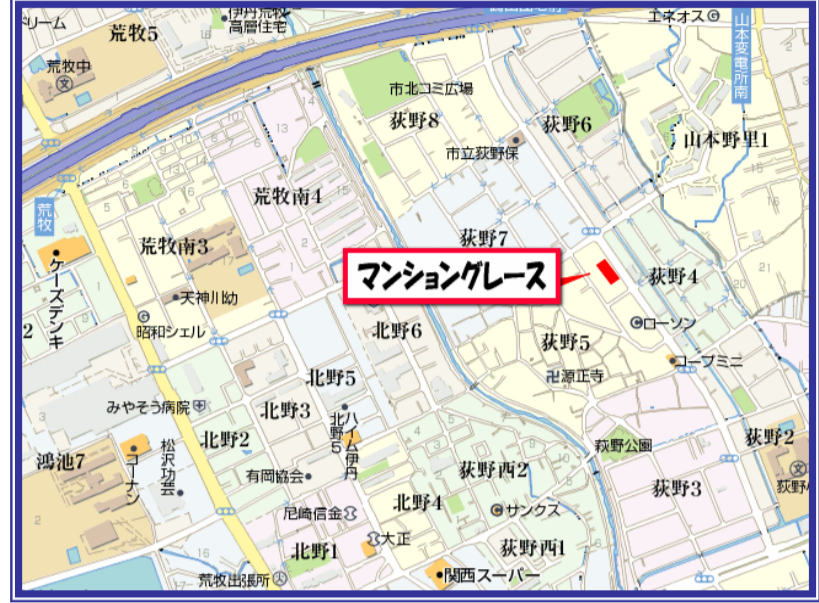 リーム
荒牧5
伊丹荒牧
高層住宅
エネオス
山本変電所南
荒牧中
文
市北コミ広場
荻野8
荻野6
市立荻野保
山本野里1
荒牧南4
荒牧
荒牧南3
荻野7
マンショングレース
荻野4
ケーズデンキ
天神川幼
昭和シェル
北野6
ローソン
荻野5
コープミニ
源正寺
北野5
みやそう病院
北野3
ハイム伊丹
北野5
北野2
荻野公園
荻野2
鴻池7
コーナン
松沢功芸
有岡協会
荻野西2
荻野3
文
荻野
尼崎信金
北野4
サンクス
大正
北野1
荻野西1
荒牧出張所
関西スーパー